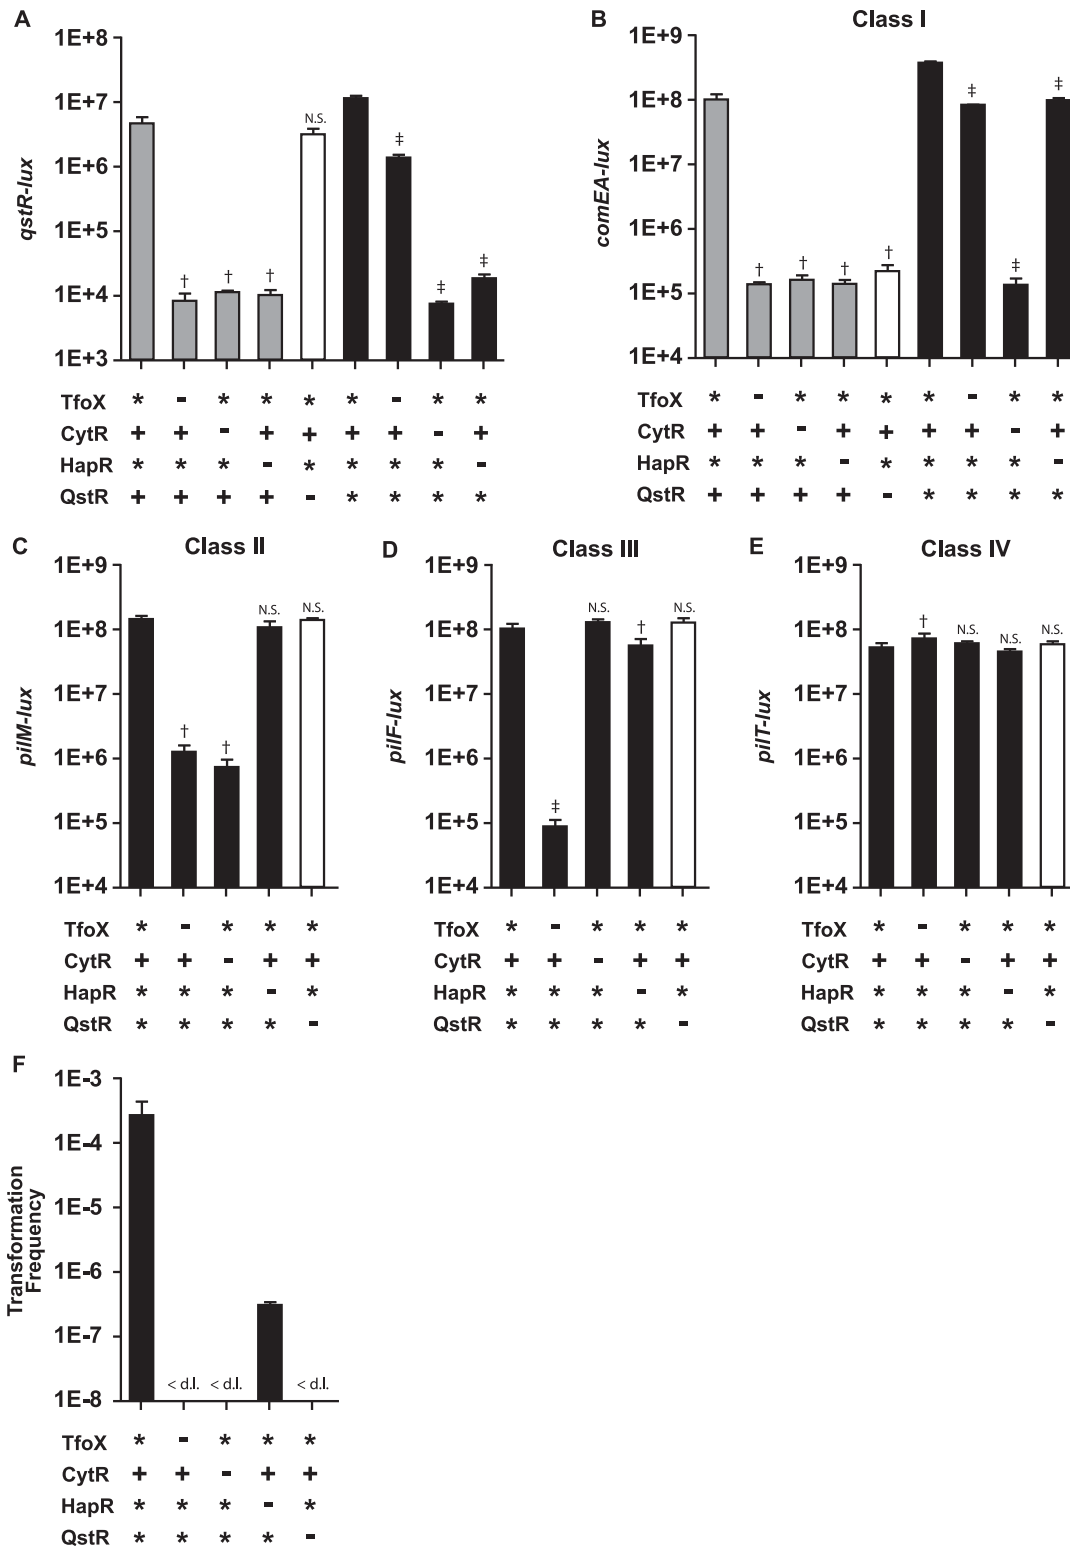 A
1E+8
1E+7
1E+6
1E+5
1E+4
1E+3
qstR-lux
† † † N.S. ‡ ‡ ‡
TfoX * - * * * * - * *
CytR + + - + + + + - +
HapR * * * - * * * * -
QstR + + + + - * * * *
B
Class I
1E+9
1E+8
1E+7
1E+6
1E+5
1E+4
comEA-lux
† † † † ‡ ‡ ‡
TfoX * - * * * * - * *
CytR + + - + + + + - +
HapR * * * - * * * * -
QstR + + + + - * * * *
C
Class II
1E+9
1E+8
1E+7
1E+6
1E+5
1E+4
pilM-lux
† † N.S. N.S.
TfoX * - * * *
CytR + + - + +
HapR * * * - *
QstR * * * * -
D
Class III
1E+9
1E+8
1E+7
1E+6
1E+5
1E+4
pilF-lux
‡ N.S. † N.S.
TfoX * - * * *
CytR + + - + +
HapR * * * - *
QstR * * * * -
E
Class IV
1E+9
1E+8
1E+7
1E+6
1E+5
1E+4
pilT-lux
† N.S. N.S. N.S.
TfoX * - * * *
CytR + + - + +
HapR * * * - *
QstR * * * * -
F
1E-3
1E-4
1E-5
1E-6
1E-7
1E-8
Transformation
Frequency
< d.l. < d.l. < d.l.
TfoX * - * * *
CytR + + - + +
HapR * * * - *
QstR * * * * -